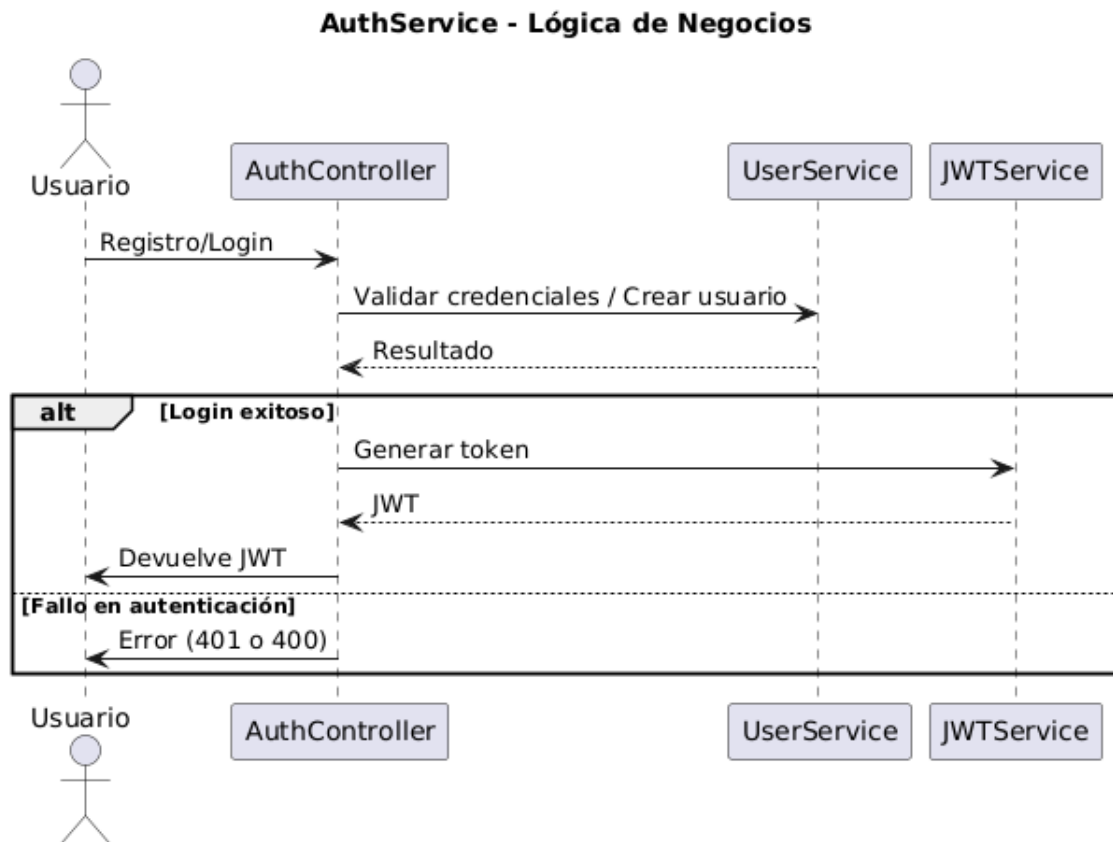 AuthService - Lógica de Negocios
Usuario
AuthController
UserService
JWTService
Registro/Login
Validar credenciales / Crear usuario
Resultado
alt
[Login exitoso]
Generar token
JWT
Devuelve JWT
[Fallo en autenticación]
Error (401 o 400)
Usuario
AuthController
UserService
JWTService